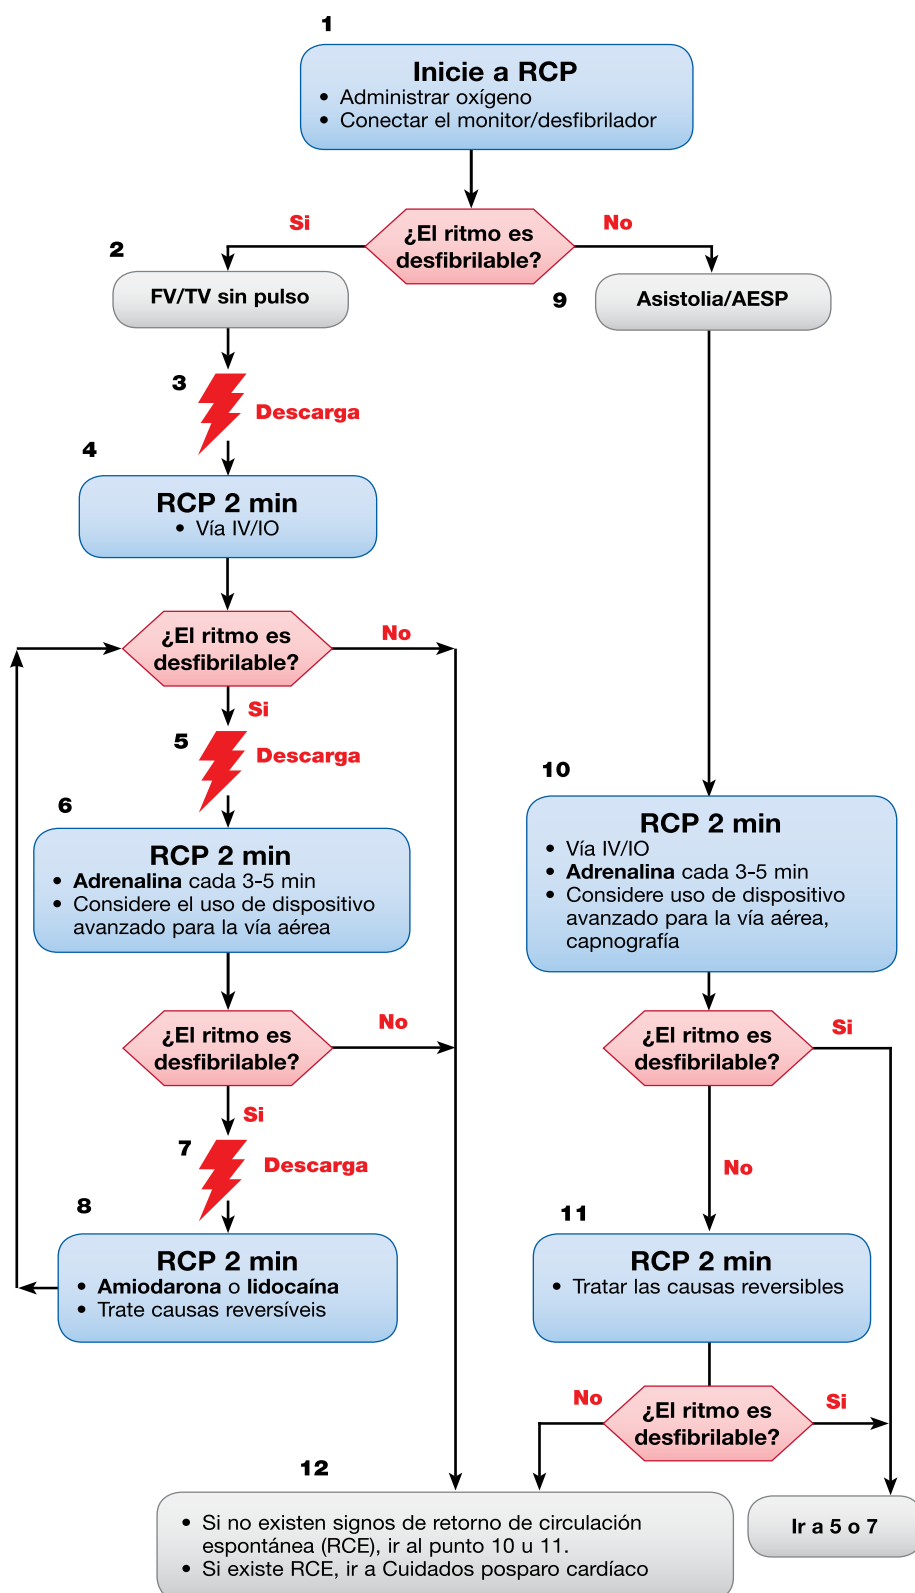 1
Inicie a RCP
• Administrar oxígeno
• Conectar el monitor/desfibrilador
Si
¿El ritmo es
desfibrilable?
No
2
FV/TV sin pulso
9
Asistolia/AESP
3
Descarga
4
RCP 2 min
• Vía IV/IO
¿El ritmo es
desfibrilable?
No
Si
5
Descarga
6
RCP 2 min
• Adrenalina cada 3-5 min
• Considere el uso de dispositivo
avanzado para la vía aérea
10
RCP 2 min
• Vía IV/IO
• Adrenalina cada 3-5 min
• Considere uso de dispositivo
avanzado para la vía aérea,
capnografía
¿El ritmo es
desfibrilable?
No
Si
¿El ritmo es
desfibrilable?
Si
No
7
Descarga
8
RCP 2 min
• Amiodarona o lidocaína
• Trate causas reversíveis
11
RCP 2 min
• Tratar las causas reversibles
No
¿El ritmo es
desfibrilable?
Si
12
• Si no existen signos de retorno de circulación
espontánea (RCE), ir al punto 10 u 11.
• Si existe RCE, ir a Cuidados posparo cardíaco
Ir a 5 o 7